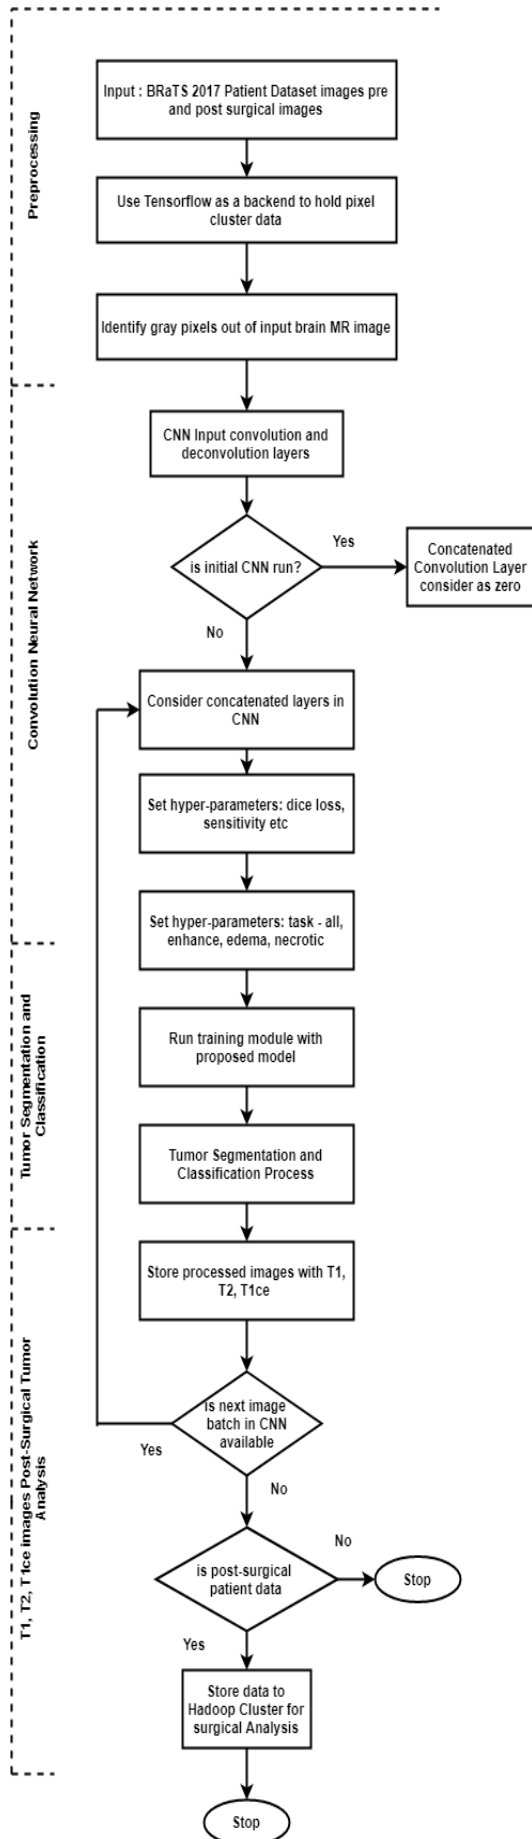 Preprocessing
Input : BRaTS 2017 Patient Dataset images pre
and post surgical images
Use Tensorflow as a backend to hold pixel
cluster data
Identify gray pixels out of input brain MR image
Convolution Neural Network
CNN Input convolution and
deconvolution layers
is initial CNN run?
Yes
Concatenated
Convolution Layer
consider as zero
No
Consider concatenated layers in
CNN
Set hyper-parameters: dice loss,
sensitivity etc
Set hyper-parameters: task - all,
enhance, edema, necrotic
Tumor Segmentation and
Classification
Run training module with
proposed model
Tumor Segmentation and
Classification Process
T1, T2, T1ce images Post-Surgical Tumor
Analysis
Store processed images with T1,
T2, T1ce
is next image
batch in CNN
available
Yes
No
is post-surgical
patient data
No
Stop
Yes
Store data to
Hadoop Cluster for
surgical Analysis
Stop